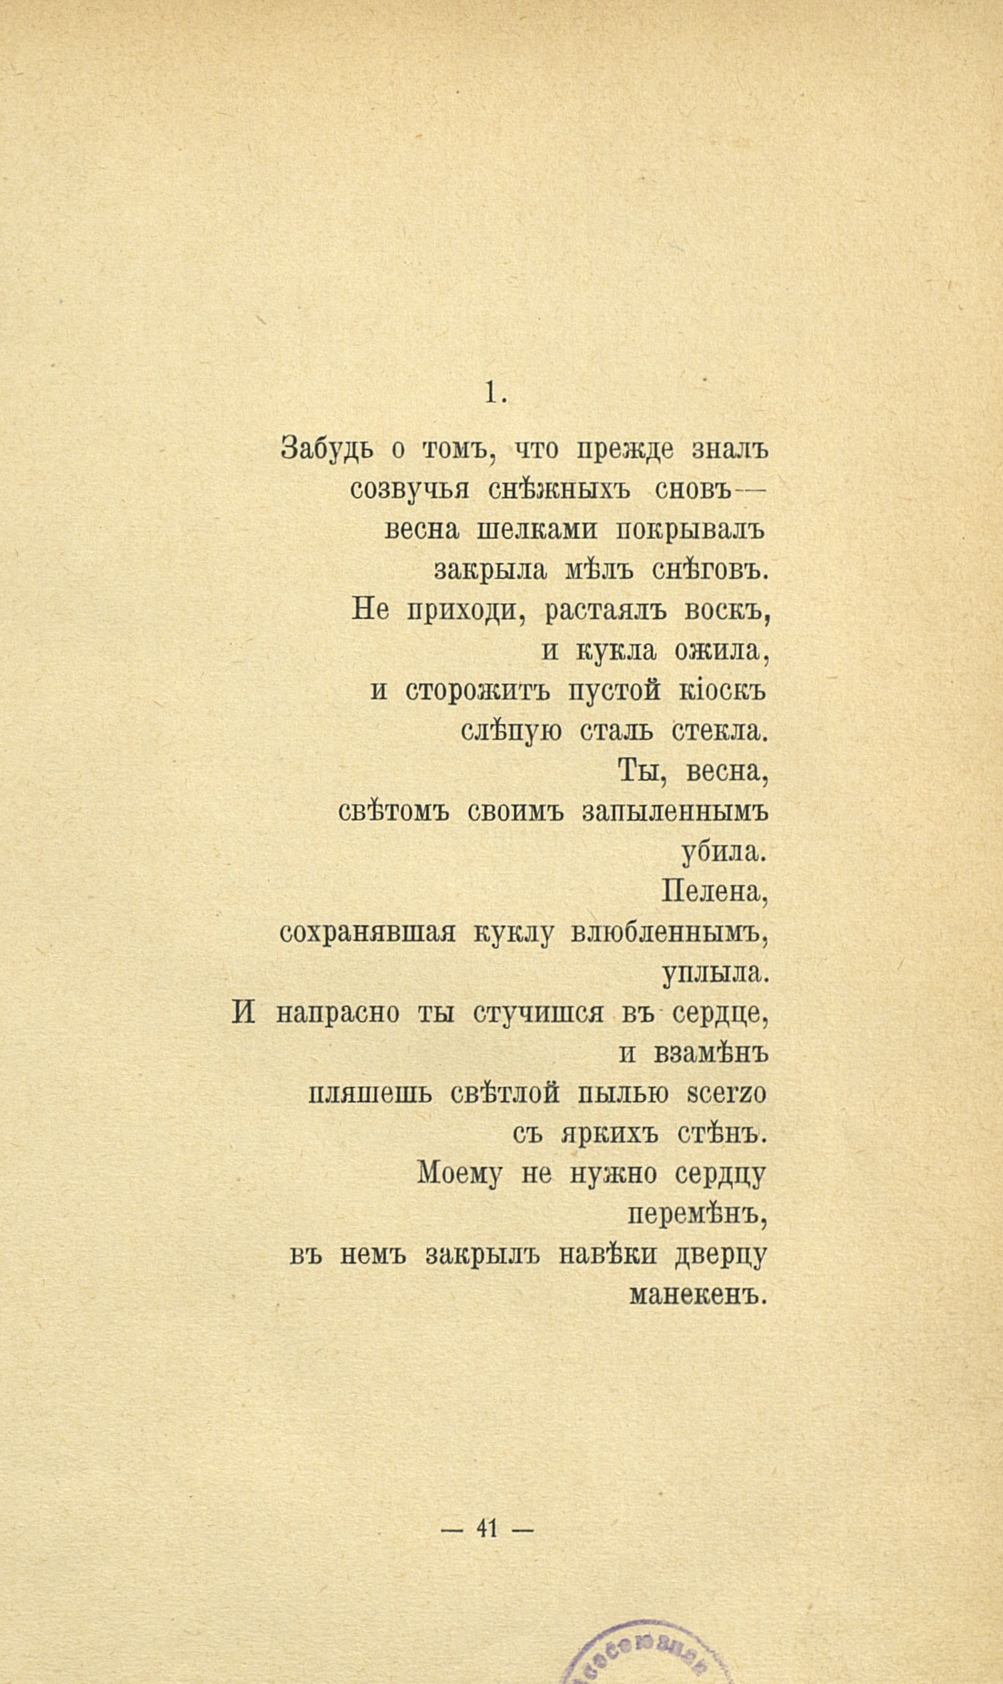 1.
Забудь о томъ, что прежде зналъ
созвучья снѣжныхъ сновъ—
весна шелками покрывалъ
закрыла мѣлъ снѣговъ.
Не приходи, растаялъ воскъ,
и кукла ожила,
и сторожитъ пустой кіоскъ
слѣпую сталь стекла.
Ты, весна,
свѣтомъ своимъ запыленнымъ
убила.
Пелена,
сохранявшая куклу влюбленнымъ,
уплыла.
И напрасно ты стучишся въ сердце,
и взамѣнъ
пляшешь свѣтлой пылью scerzo
съ яркихъ стѣнъ.
Моему не нужно сердцу
перемѣнъ,
въ немъ закрылъ навѣки дверцу
манекенъ.
— 41 —